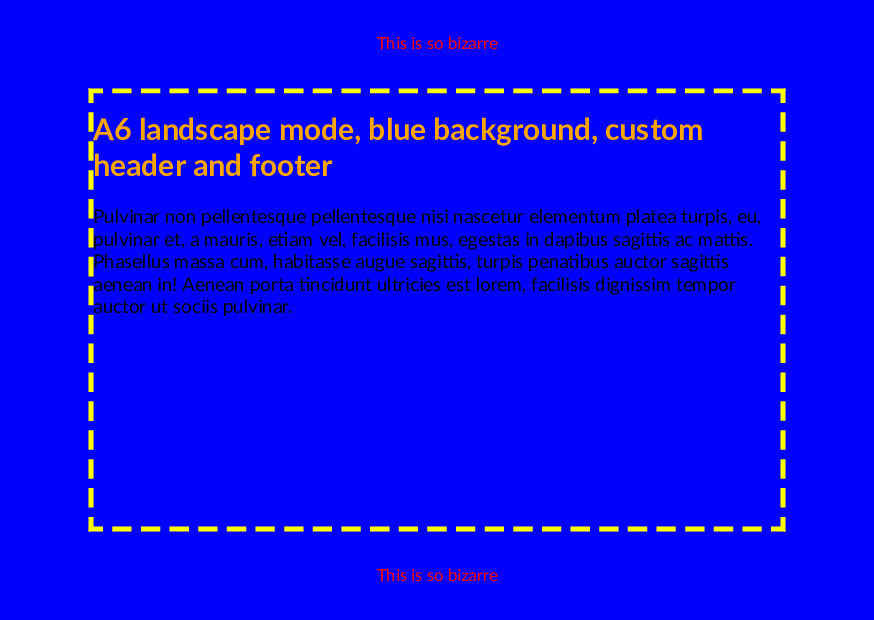 This is so bizarre
A6 landscape mode, blue background, custom
header and footer
Pulvinar non pellentesque pellentesque nisi nascetur elementum platea turpis, eu,
pulvinar et, a mauris, etiam vel, facilisis mus, egestas in dapibus sagittis ac mattis.
Phasellus massa cum, habitasse augue sagittis, turpis penatibus auctor sagittis
aenean in! Aenean porta tincidunt ultricies est lorem, facilisis dignissim tempor
auctor ut sociis pulvinar.
This is so bizarre